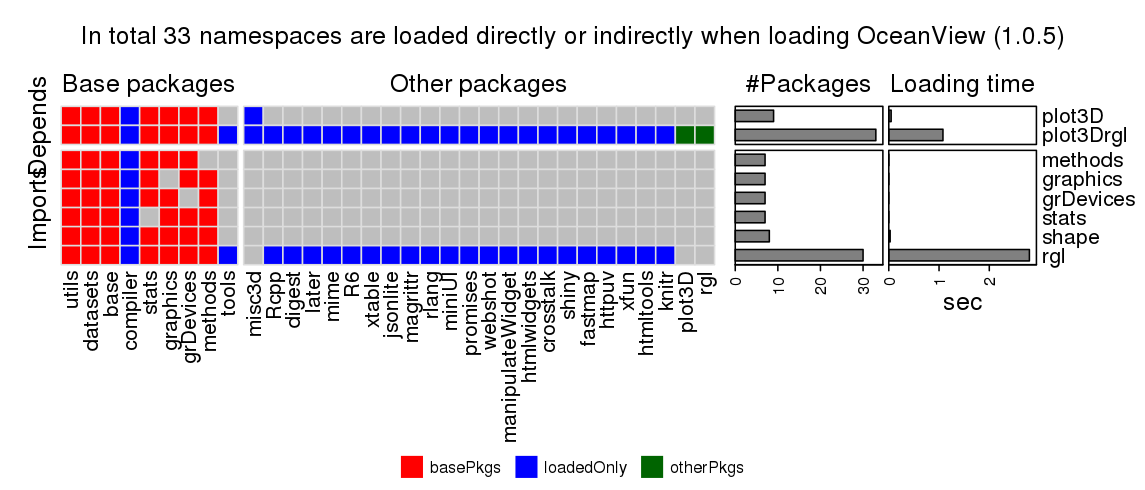 In total 33 namespaces are loaded directly or indirectly when loading OceanView (1.0.5)
Base packages
Other packages
#Packages
Loading time
Depends
Imports
plot3D
plot3Drgl
methods
graphics
grDevices
stats
shape
rgl
utils
datasets
base
compiler
stats
graphics
grDevices
methods
tools
misc3d
Rcpp
digest
later
mime
R6
xtable
jsonlite
magrittr
rlang
miniUI
promises
webshot
manipulateWidget
htmlwidgets
crosstalk
shiny
fastmap
httpuv
xfun
htmltools
knitr
plot3D
rgl
0 10 20 30
0 1 2
sec
basePkgs loadedOnly otherPkgs